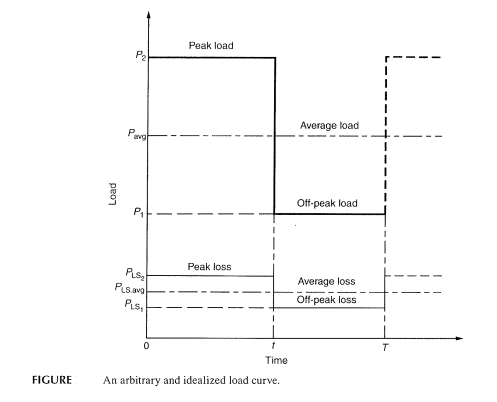 P2
Peak load
Average load
Pavg
Load
P1
Off-peak load
PLS2
Peak loss
PLS.avg
Average loss
PLS1
Off-peak loss
0
t
T
Time
FIGURE An arbitrary and idealized load curve.